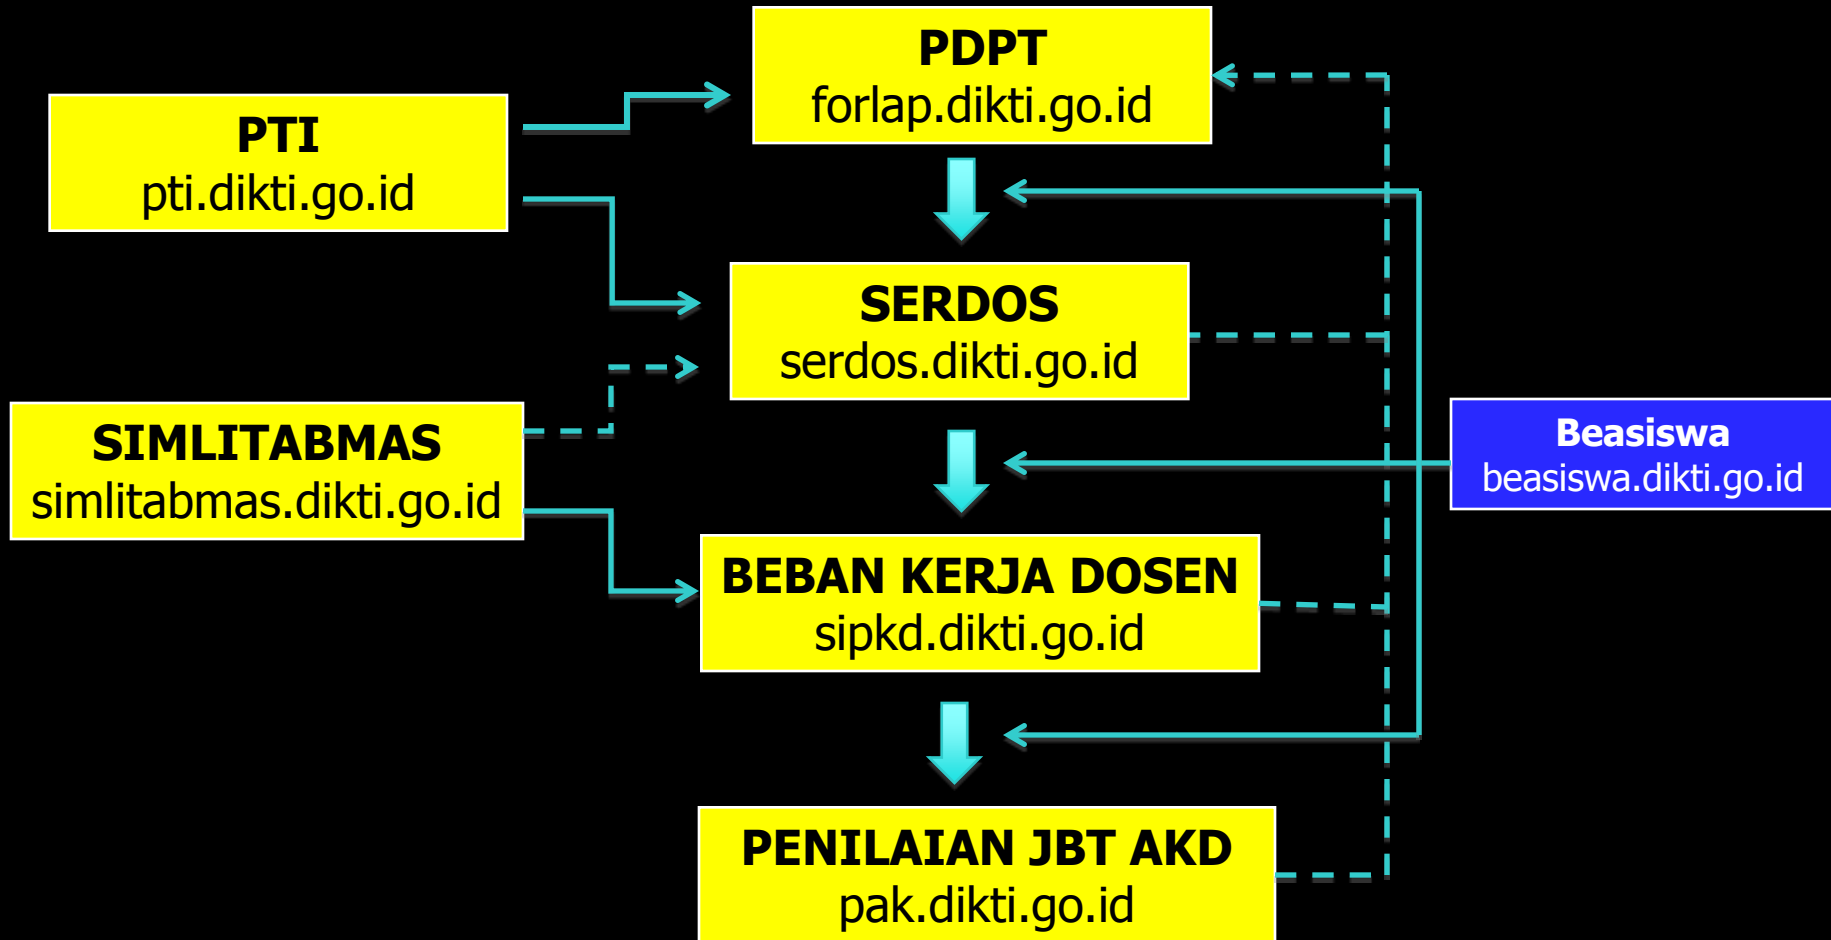 PDPT
forlap.dikti.go.id
PTI
pti.dikti.go.id
SERDOS
serdos.dikti.go.id
SIMLITABMAS
simlitabmas.dikti.go.id
Beasiswa
beasiswa.dikti.go.id
BEBAN KERJA DOSEN
sipkd.dikti.go.id
PENILAIAN JBT AKD
pak.dikti.go.id